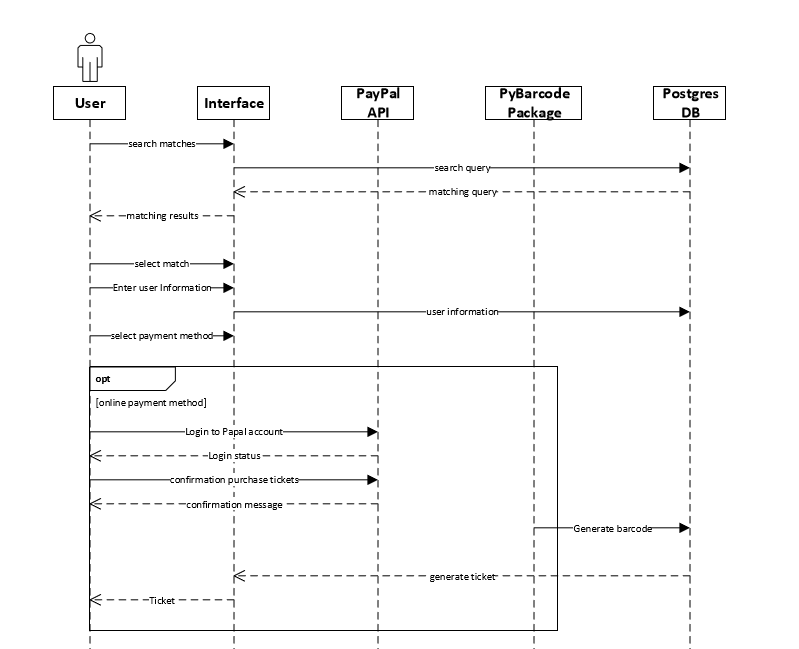 User
Interface
PayPal
API
PyBarcode
Package
Postgres
DB
search matches
search query
matching query
matching results
select match
Enter user Information
user information
select payment method
opt
[online payment method]
Login to Papal account
Login status
confirmation purchase tickets
confirmation message
Generate barcode
generate ticket
Ticket